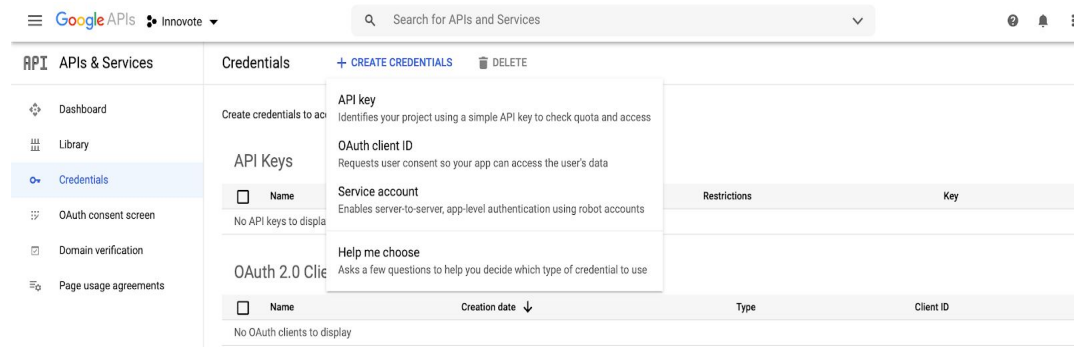 Google APIs Innovote
Search for APIs and Services
API APIs & Services
Dashboard
Library
Credentials
OAuth consent screen
Domain verification
Page usage agreements
Credentials
+ CREATE CREDENTIALS
DELETE
Create credentials to
API key
Identifies your project using a simple API key to check quota and access
OAuth client ID
Requests user consent so your app can access the user's data
Service account
Enables server-to-server, app-level authentication using robot accounts
Help me choose
Asks a few questions to help you decide which type of credential to use
API Keys
Name Restrictions Key
No API keys to displa
OAuth 2.0 Clie
Name Creation date Type Client ID
No OAuth clients to display